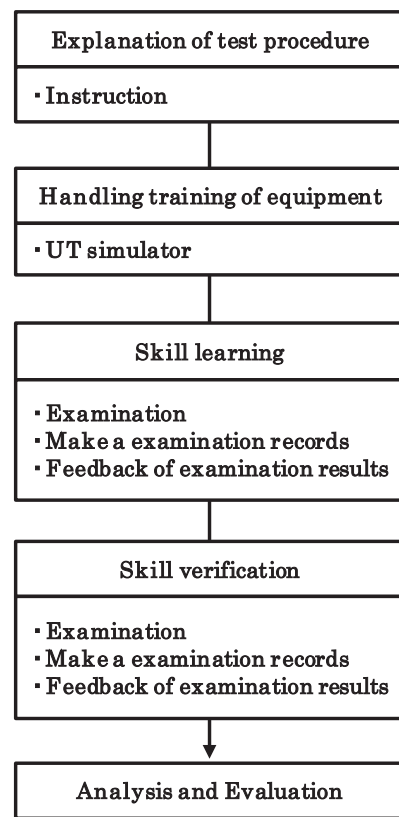 Explanation of test procedure
・Instruction
Handling training of equipment
・UT simulator
Skill learning
・Examination
・Make a examination records
・Feedback of examination results
Skill verification
・Examination
・Make a examination records
・Feedback of examination results
Analysis and Evaluation